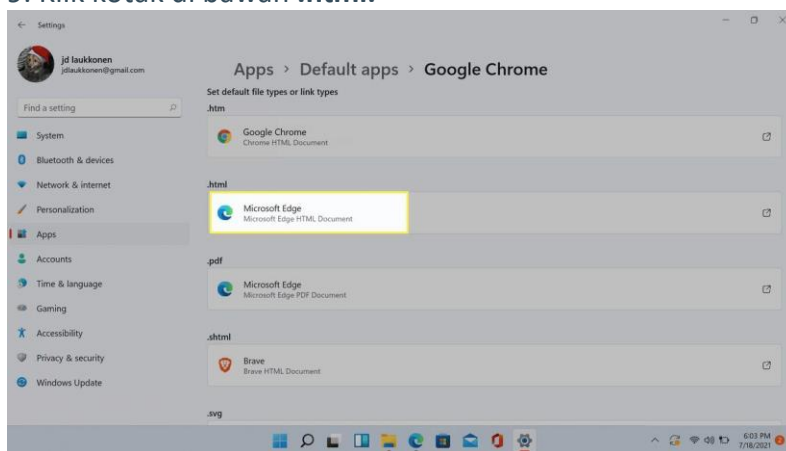 ← Settings
jd laukkonen
jdlaukkonen@gmail.com
Find a setting
System
Bluetooth & devices
Network & internet
Personalization
Apps
Accounts
Time & language
Gaming
Accessibility
Privacy & security
Windows Update
Apps > Default apps > Google Chrome
Set default file types or link types
.htm
Google Chrome
Chrome HTML Document
.html
Microsoft Edge
Microsoft Edge HTML Document
.pdf
Microsoft Edge
Microsoft Edge PDF Document
.shtml
Brave
Brave HTML Document
.svg
6:03 PM
7/18/2021